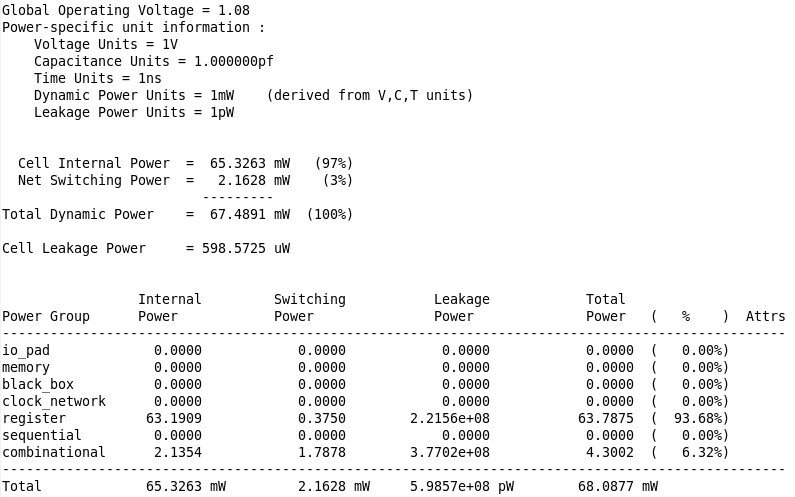 Global Operating Voltage = 1.08
Power-specific unit information :
    Voltage Units = 1V
    Capacitance Units = 1.000000pf
    Time Units = 1ns
    Dynamic Power Units = 1mW    (derived from V,C,T units)
    Leakage Power Units = 1pW
  Cell Internal Power  =  65.3263 mW   (97%)
  Net Switching Power  =   2.1628 mW    (3%)
                         ---------
Total Dynamic Power    =  67.4891 mW  (100%)
Cell Leakage Power     = 598.5725 uW
                 Internal         Switching           Leakage            Total
Power Group      Power            Power               Power              Power   (   %    )  Attrs
--------------------------------------------------------------------------------------------------
io_pad             0.0000            0.0000            0.0000            0.0000  (   0.00%)
memory             0.0000            0.0000            0.0000            0.0000  (   0.00%)
black_box          0.0000            0.0000            0.0000            0.0000  (   0.00%)
clock_network      0.0000            0.0000            0.0000            0.0000  (   0.00%)
register          63.1909            0.3750        2.2156e+08           63.7875  (  93.68%)
sequential         0.0000            0.0000            0.0000            0.0000  (   0.00%)
combinational      2.1354            1.7878        3.7702e+08            4.3002  (   6.32%)
--------------------------------------------------------------------------------------------------
Total             65.3263 mW         2.1628 mW     5.9857e+08 pW        68.0877 mW